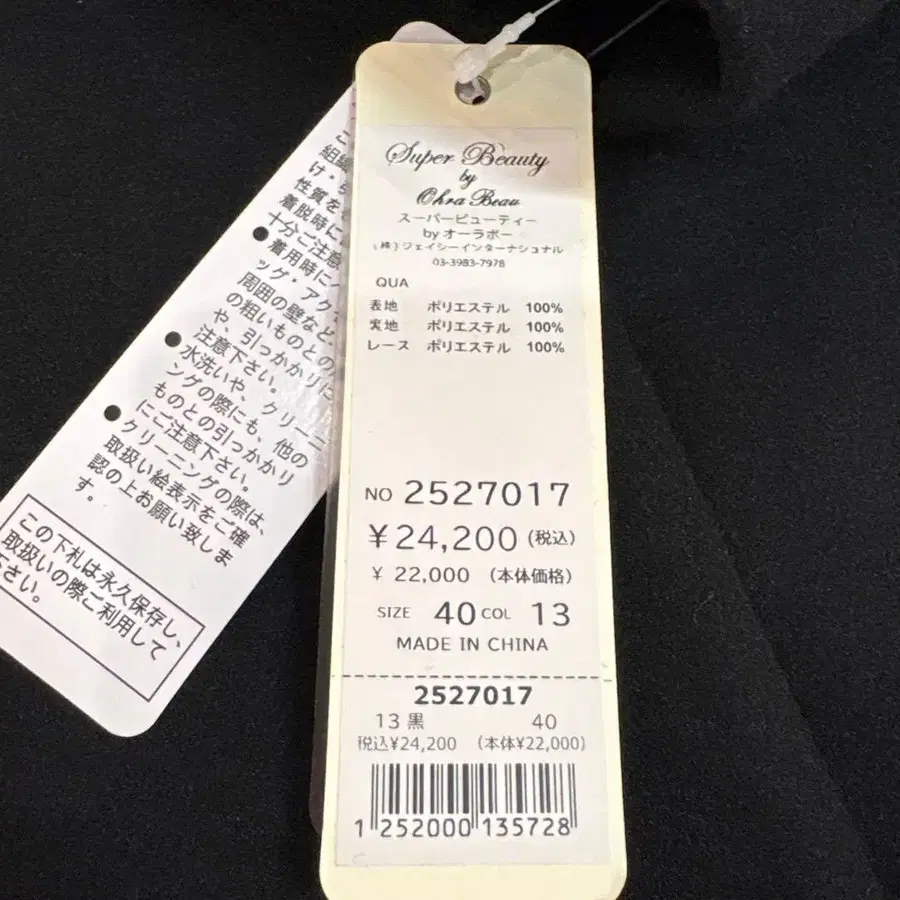 Super Beauty
by
Ohra Beau
スーパービューティー
by オーラボー
(株)ジェイシーインターナショナル
03-3983-7978
QUA
表地 ポリエステル 100%
裏地 ポリエステル 100%
レース ポリエステル 100%
NO 2527017
¥24,200 (税込)
¥ 22,000 (本体価格)
SIZE 40 COL 13
MADE IN CHINA
2527017
13 黒 40
税込¥24,200 (本体¥22,000)
1 252000 135728
こ
組織
け・
性質を
着脱時に
十分ご注意
●着用時に
ッグ・アク
周囲の壁など
の粗いものとの
や、引っかかりに
注意下さい。
●水洗いや、クリーニ
ングの際にも、他の
ものとの引っかかり
にご注意下さい。
●クリーニングの際は、
取扱い絵表示をご確
認の上お願い致しま
す。
この下札は永久保存し、
取扱いの際ご利用して
下さい。